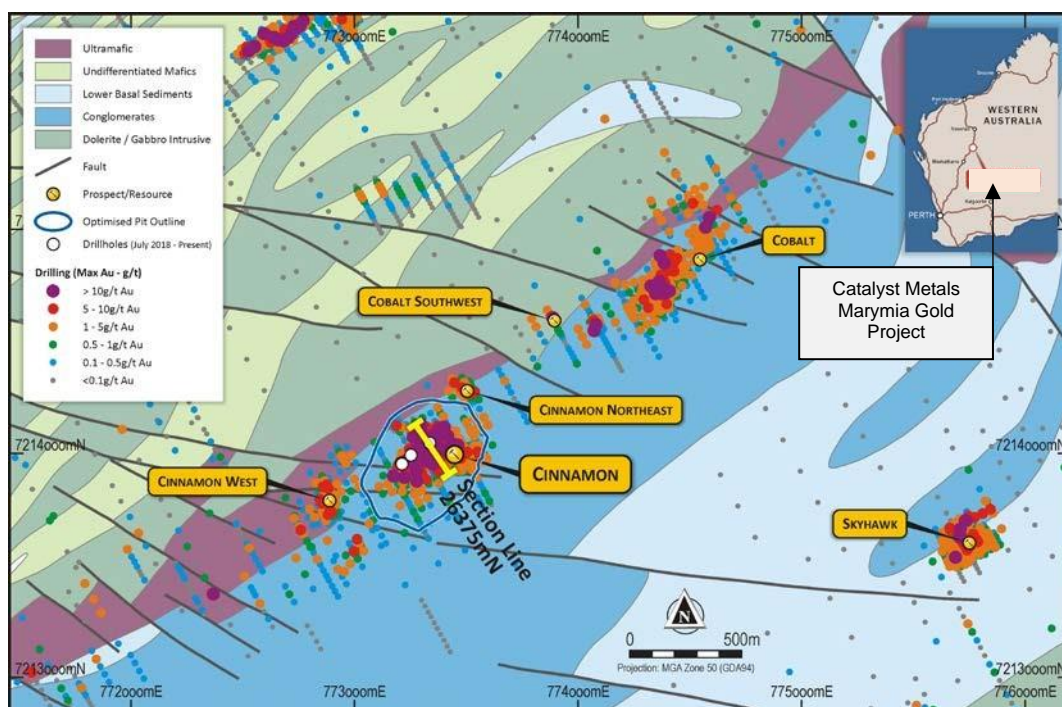 773000mE
774000mE
775000mE
Ultramafic
Undifferentiated Mafics
Lower Basal Sediments
Conglomerates
Dolerite / Gabbro Intrusive
Fault
Prospect/Resource
Optimised Pit Outline
Drillholes (July 2018 - Present)
Drilling (Max Au - g/t)
> 10g/t Au
5 - 10g/t Au
1 - 5g/t Au
0.5 - 1g/t Au
0.1 - 0.5g/t Au
<0.1g/t Au
WESTERN
AUSTRALIA
PERTH
Catalyst Metals
Marymia Gold
Project
COBALT
COBALT SOUTHWEST
CINNAMON NORTHEAST
7214000mN
7214000mN
CINNAMON WEST
CINNAMON
Section Line
26375mN
SKYHAWK
N
0
500m
Projection: MGA Zone 50 (GDA94)
7213000mN
7213000mN
772000mE
773000mE
774000mE
775000mE
776000mE